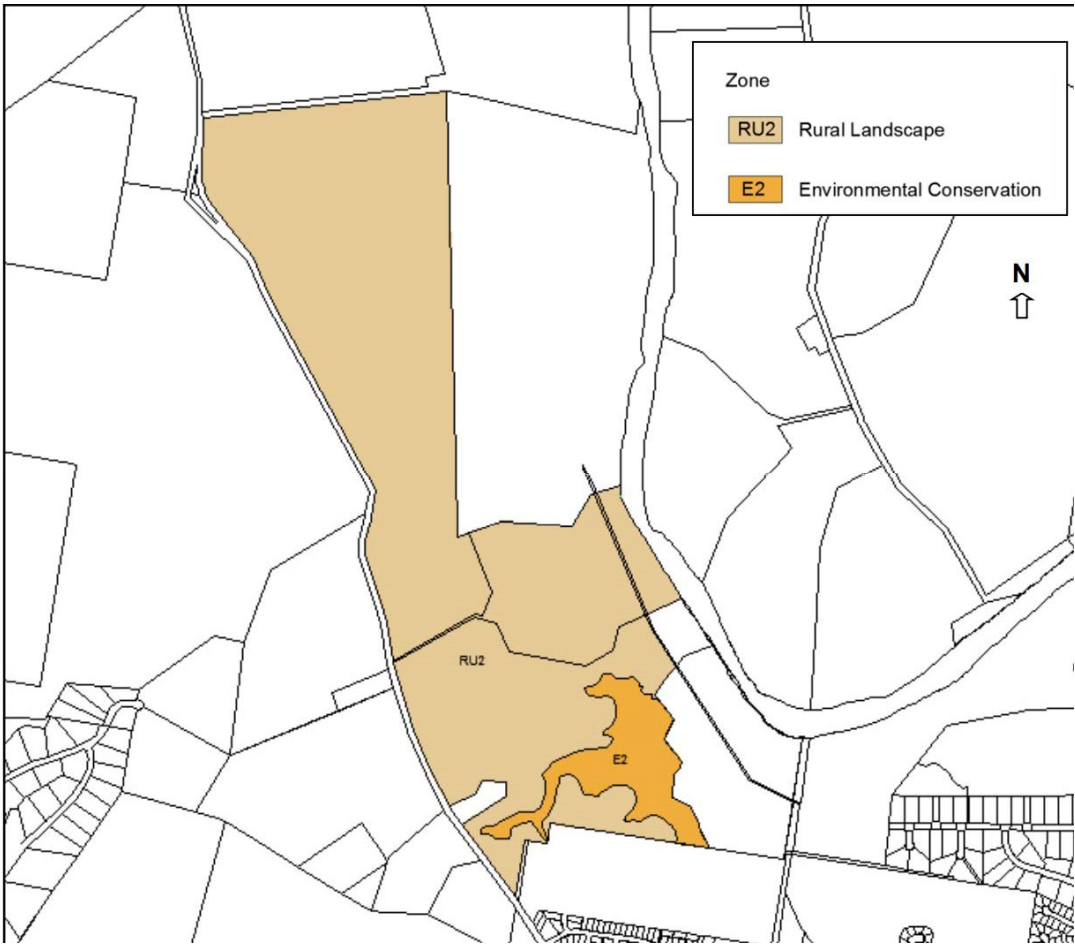 Zone
RU2 Rural Landscape
E2 Environmental Conservation
N
RU2
E2